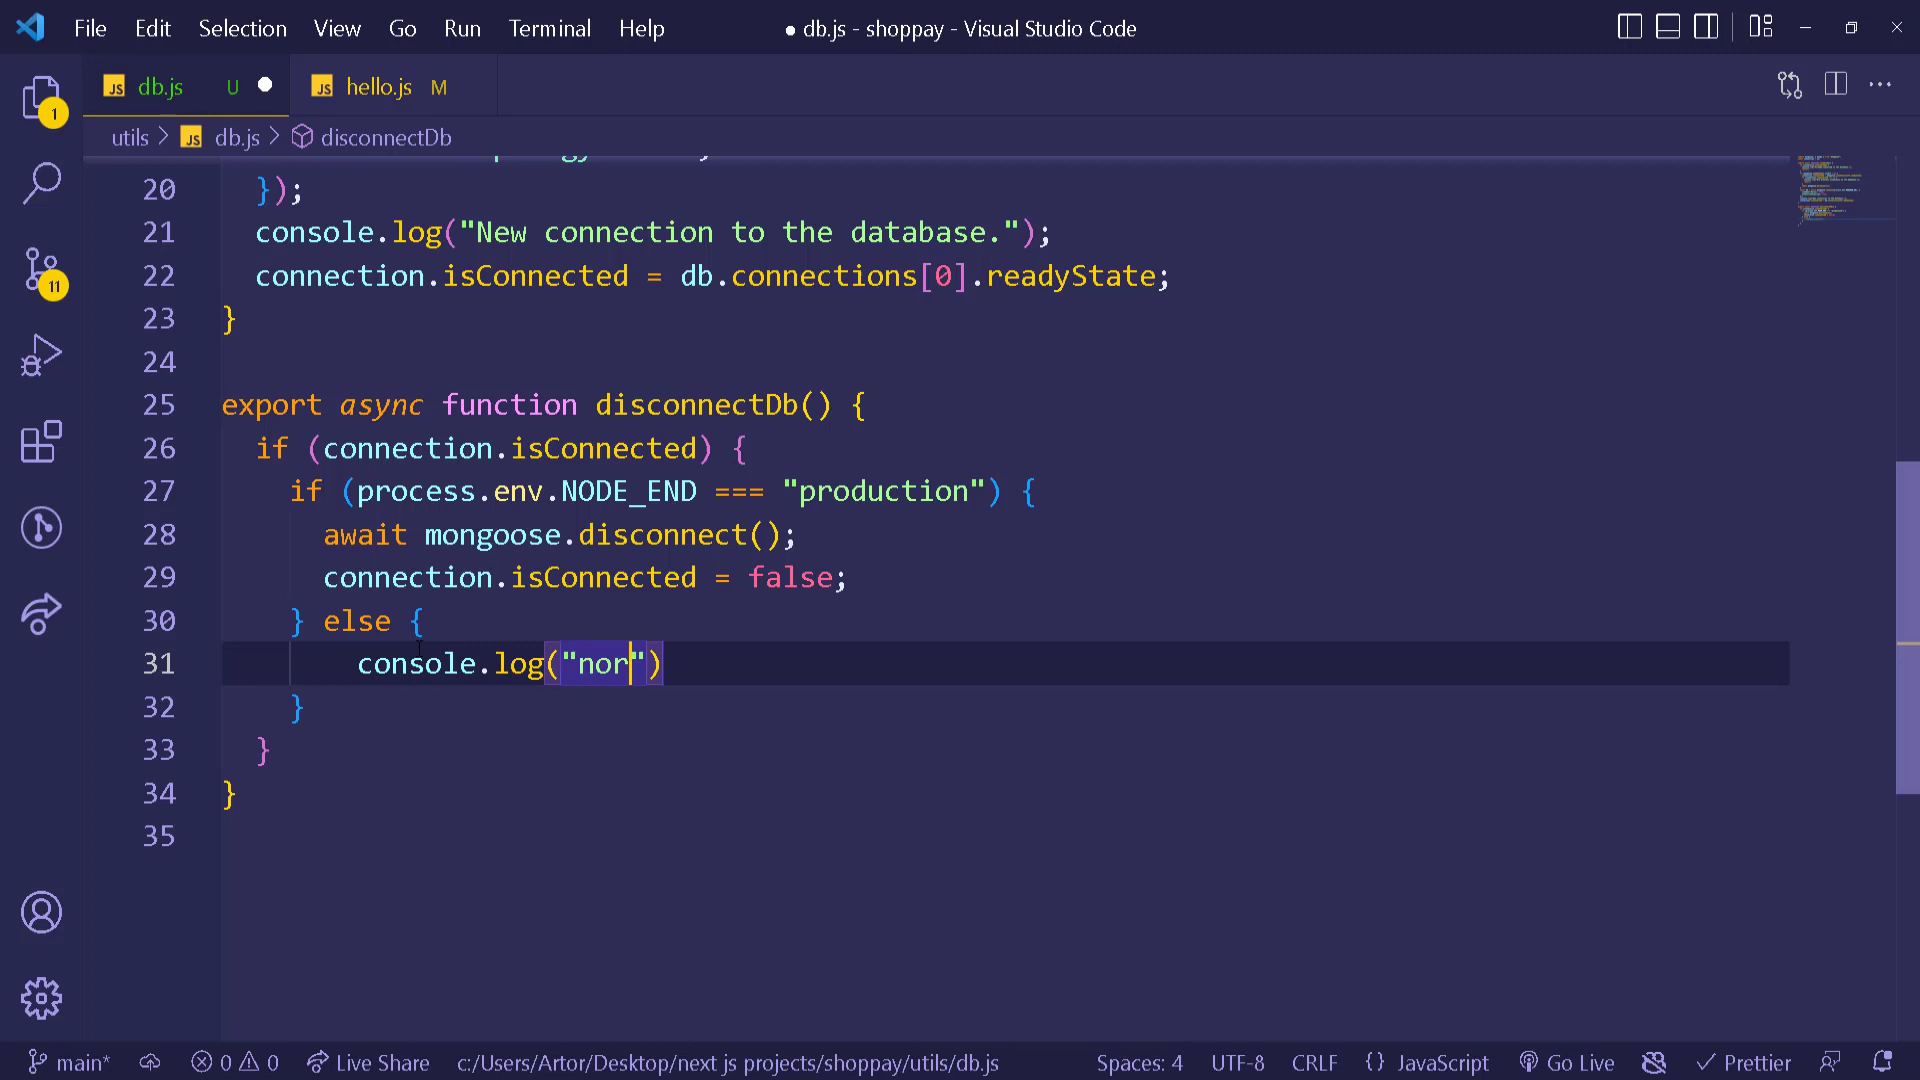 File Edit Selection View Go Run Terminal Help ● db.js - shoppay - Visual Studio Code
JS db.js U JS hello.js M
utils > JS db.js > disconnectDb
20 });
21 console.log("New connection to the database.");
22 connection.isConnected = db.connections[0].readyState;
23 }
24
25 export async function disconnectDb() {
26 if (connection.isConnected) {
27 if (process.env.NODE_END === "production") {
28 await mongoose.disconnect();
29 connection.isConnected = false;
30 } else {
31 console.log("nor")
32 }
33 }
34 }
35
1
11
main* 0 0 Live Share c:/Users/Artor/Desktop/next js projects/shoppay/utils/db.js Spaces: 4 UTF-8 CRLF {} JavaScript Go Live Prettier